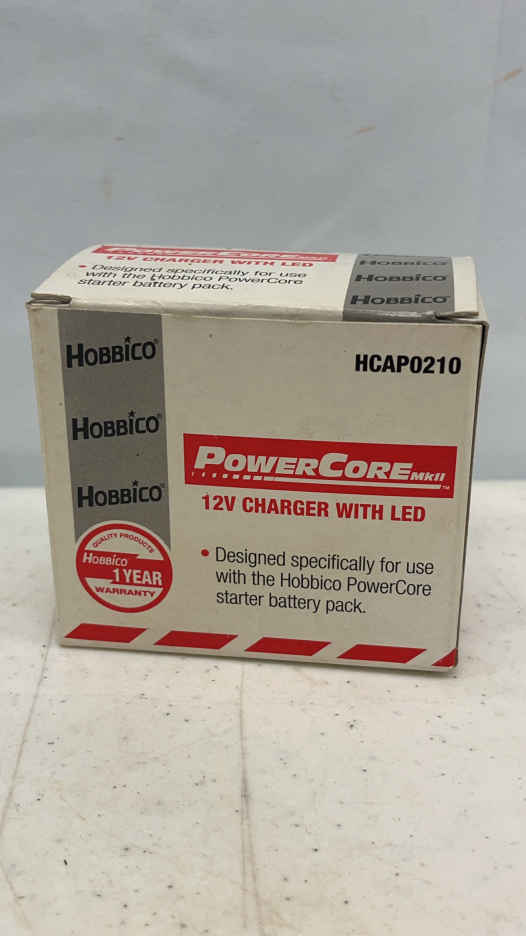 POWERCORE MKII
12V CHARGER WITH LED
• Designed specifically for use
with the Hobbico PowerCore
starter battery pack.
HOBBICO
HOBBICO®
HOBBICO®
HOBBICO®
HOBBICO®
HOBBICO®
HCAP0210
POWERCORE MKII™
12V CHARGER WITH LED
• Designed specifically for use
with the Hobbico PowerCore
starter battery pack.
QUALITY PRODUCTS
HOBBICO
1 YEAR
WARRANTY